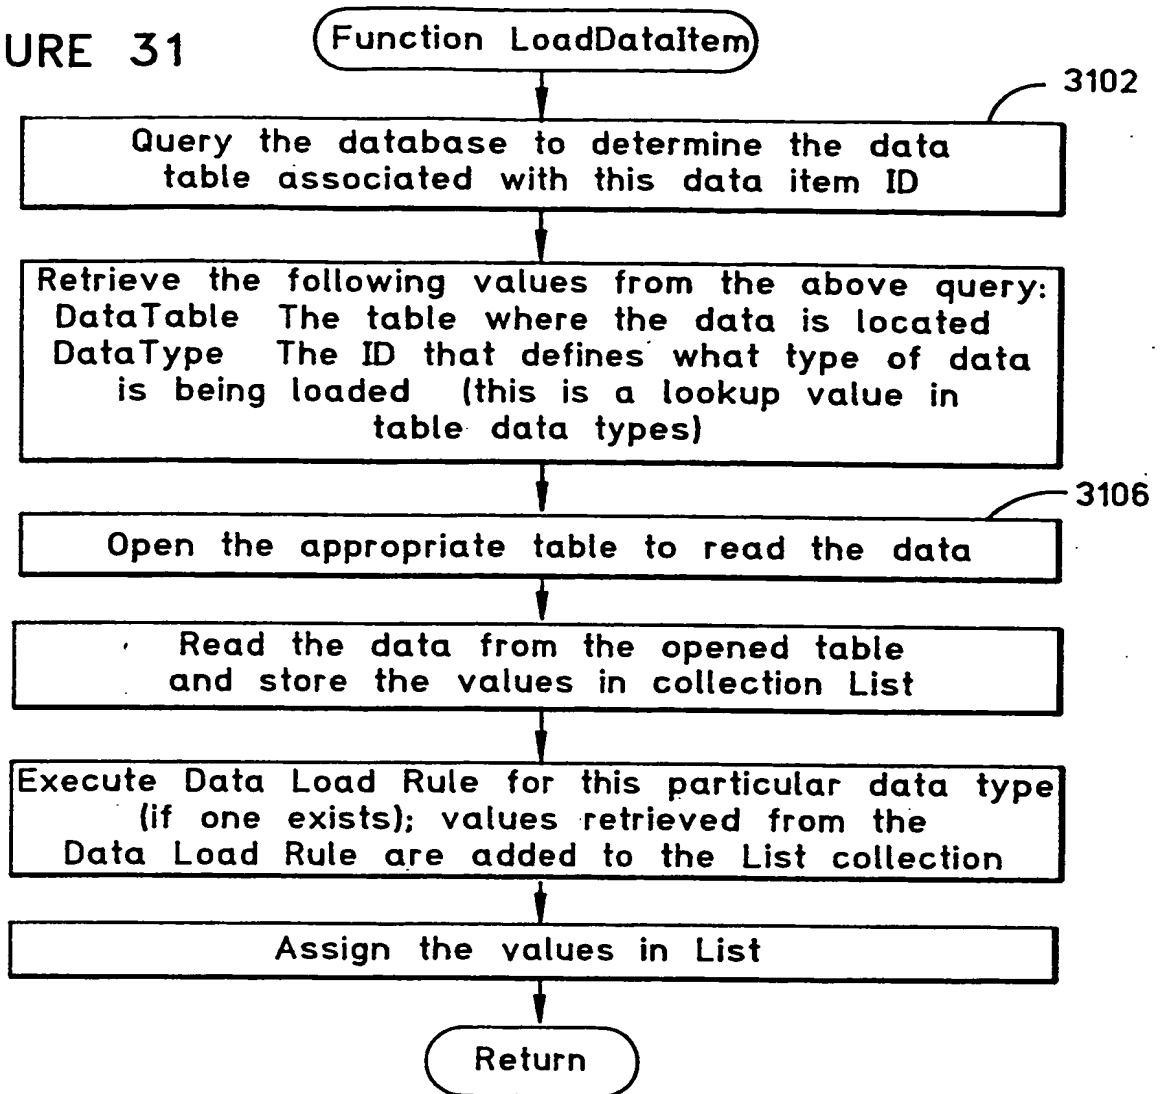 URE 31
Function LoadDataItem
3102
Query the database to determine the data
table associated with this data item ID
Retrieve the following values from the above query:
DataTable The table where the data is located
DataType The ID that defines what type of data
is being loaded (this is a lookup value in
table data types)
3106
Open the appropriate table to read the data
Read the data from the opened table
and store the values in collection List
Execute Data Load Rule for this particular data type
(if one exists); values retrieved from the
Data Load Rule are added to the List collection
Assign the values in List
Return